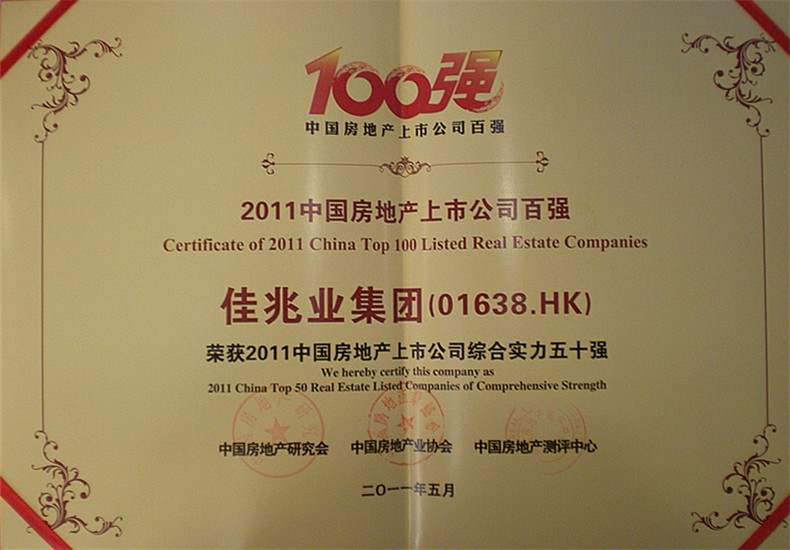 100强
中国房地产上市公司百强
2011中国房地产上市公司百强
Certificate of 2011 China Top 100 Listed Real Estate Companies
佳兆业集团(01638.HK)
荣获2011中国房地产上市公司综合实力五十强
We hereby certify this company as
2011 China Top 50 Real Estate Listed Companies of Comprehensive Strength
中国房地产研究会 中国房地产业协会 中国房地产测评中心
二〇一一年五月